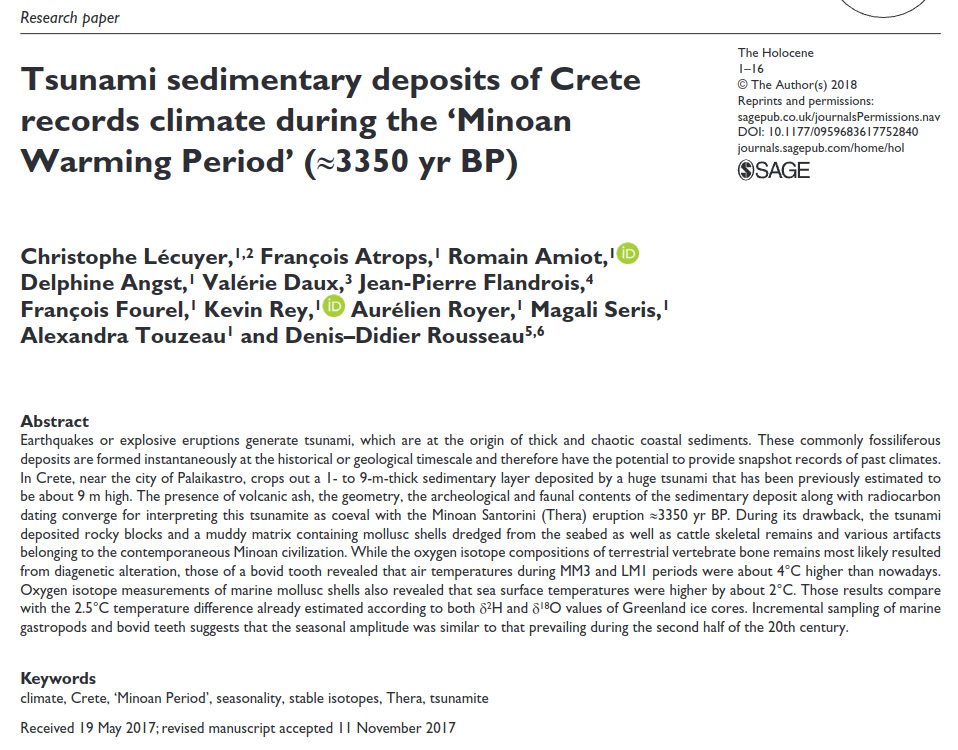 Research paper
Tsunami sedimentary deposits of Crete
records climate during the ‘Minoan
Warming Period’ (≈3350 yr BP)
The Holocene
1–16
© The Author(s) 2018
Reprints and permissions:
sagepub.co.uk/journalsPermissions.nav
DOI: 10.1177/0959683617752840
journals.sagepub.com/home/hol
SAGE
Christophe Lécuyer,1,2 François Atrops,1 Romain Amiot,1 iD
Delphine Angst,1 Valérie Daux,3 Jean-Pierre Flandrois,4
François Fourel,1 Kevin Rey,1 iD Aurélien Royer,1 Magali Seris,1
Alexandra Touzeau1 and Denis–Didier Rousseau5,6
Abstract
Earthquakes or explosive eruptions generate tsunami, which are at the origin of thick and chaotic coastal sediments. These commonly fossiliferous
deposits are formed instantaneously at the historical or geological timescale and therefore have the potential to provide snapshot records of past climates.
In Crete, near the city of Palaikastro, crops out a 1- to 9-m-thick sedimentary layer deposited by a huge tsunami that has been previously estimated to
be about 9 m high. The presence of volcanic ash, the geometry, the archeological and faunal contents of the sedimentary deposit along with radiocarbon
dating converge for interpreting this tsunamite as coeval with the Minoan Santorini (Thera) eruption ≈3350 yr BP. During its drawback, the tsunami
deposited rocky blocks and a muddy matrix containing mollusc shells dredged from the seabed as well as cattle skeletal remains and various artifacts
belonging to the contemporaneous Minoan civilization. While the oxygen isotope compositions of terrestrial vertebrate bone remains most likely resulted
from diagenetic alteration, those of a bovid tooth revealed that air temperatures during MM3 and LM1 periods were about 4°C higher than nowadays.
Oxygen isotope measurements of marine mollusc shells also revealed that sea surface temperatures were higher by about 2°C. Those results compare
with the 2.5°C temperature difference already estimated according to both δ²H and δ¹⁸O values of Greenland ice cores. Incremental sampling of marine
gastropods and bovid teeth suggests that the seasonal amplitude was similar to that prevailing during the second half of the 20th century.
Keywords
climate, Crete, ‘Minoan Period’, seasonality, stable isotopes, Thera, tsunamite
Received 19 May 2017; revised manuscript accepted 11 November 2017